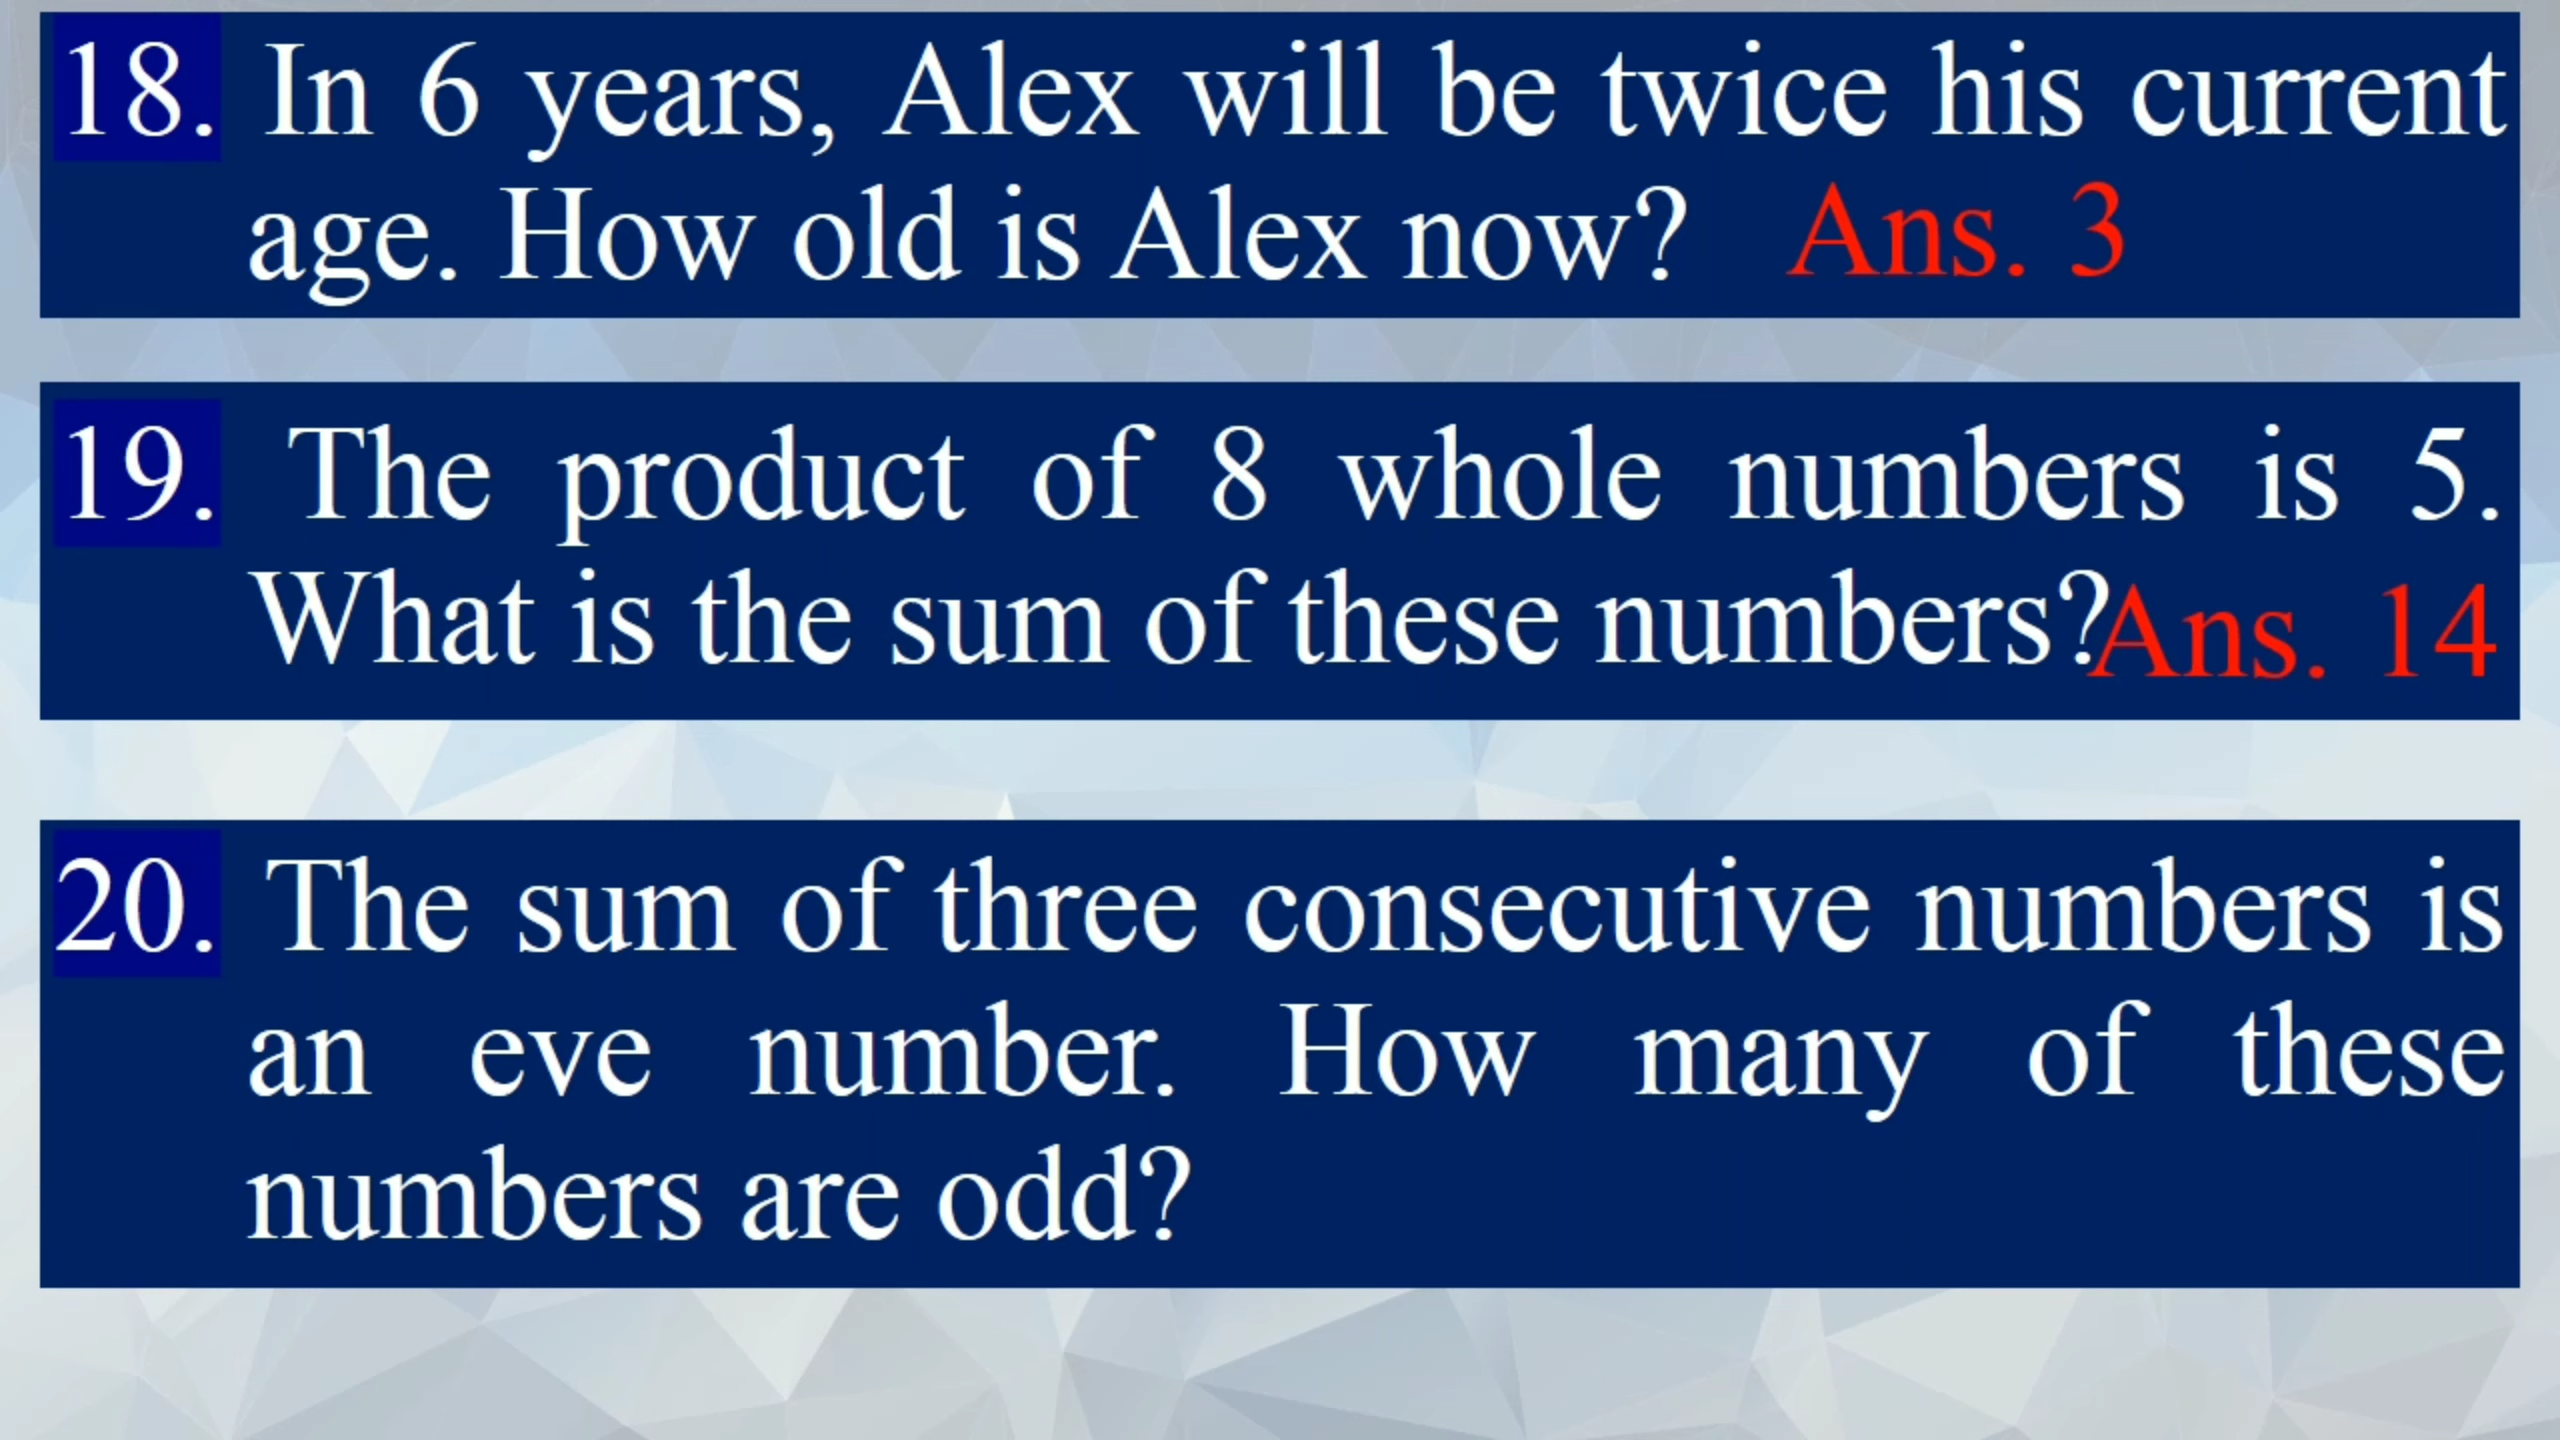 18. In 6 years, Alex will be twice his current
age. How old is Alex now? Ans. 3
19. The product of 8 whole numbers is 5.
What is the sum of these numbers? Ans. 14
20. The sum of three consecutive numbers is
an eve number. How many of these
numbers are odd?